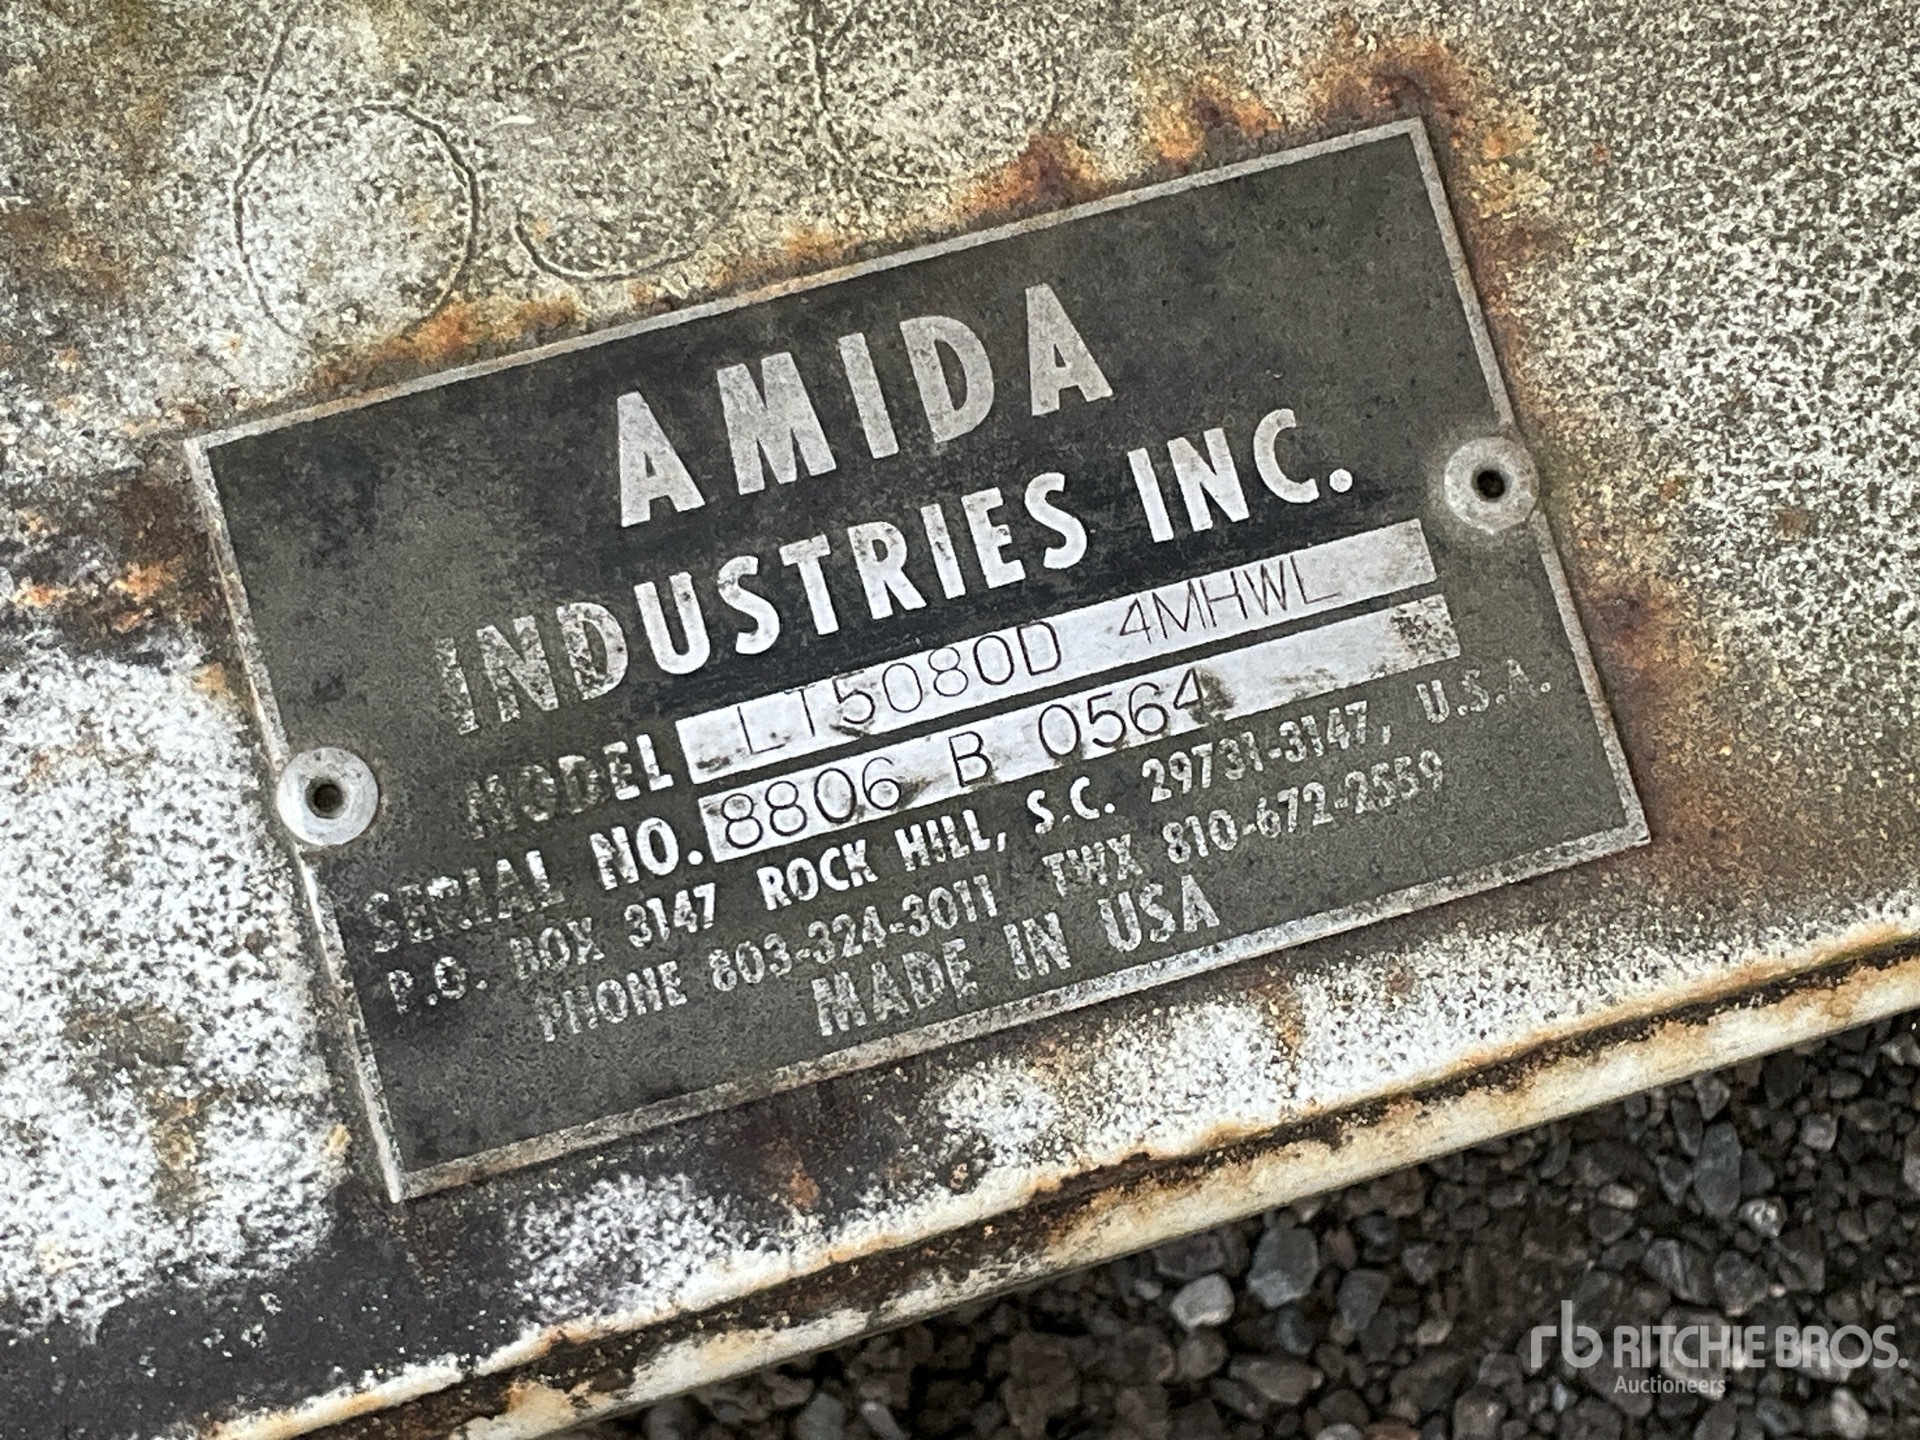 AMIDA
INDUSTRIES INC.
MODEL LT5080D 4MHWL
SERIAL NO. 8806 B 0564
P.O. BOX 3147 ROCK HILL, S.C. 29731-3147, U.S.A.
PHONE 803-324-3011 TWX 810-672-2559
MADE IN USA
rb RITCHIE BROS.
Auctioneers